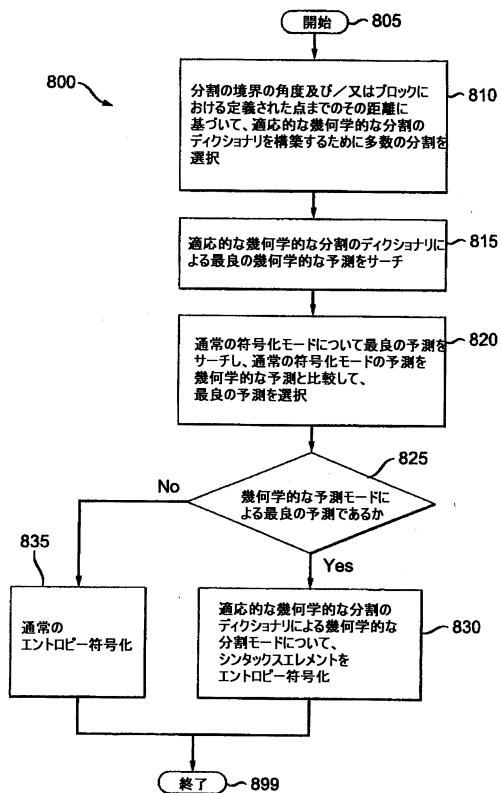 開始
805
800
分割の境界の角度及び/又はブロックに
おける定義された点までのその距離に
基づいて、適応的な幾何学的な分割の
ディクショナリを構築するために多数の分割を
選択
810
適応的な幾何学的な分割のディクショナリに
よる最良の幾何学的な予測をサーチ
815
通常の符号化モードについて最良の予測を
サーチし、通常の符号化モードの予測を
幾何学的な予測と比較して、
最良の予測を選択
820
幾何学的な予測モードに
よる最良の予測であるか
825
No
Yes
835
通常の
エントロピー符号化
適応的な幾何学的な分割の
ディクショナリによる幾何学的な
分割モードについて、
シンタックスエレメントを
エントロピー符号化
830
終了
899